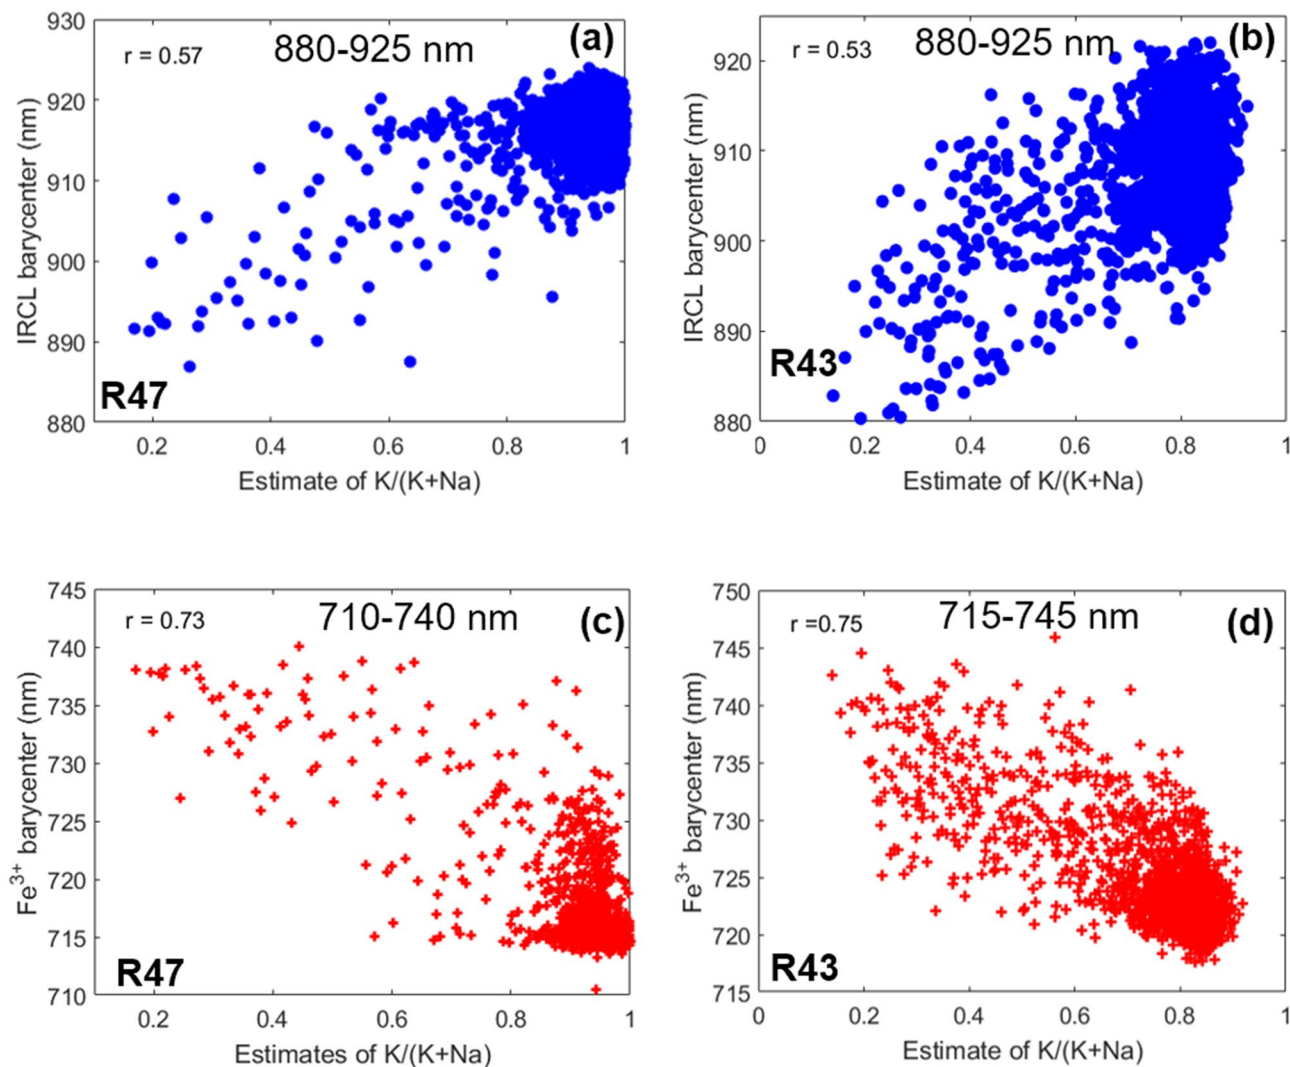 (a)
880-925 nm
r = 0.57
IRCL barycenter (nm)
930
920
910
900
890
880
R47
0.2
0.4
0.6
0.8
1
Estimate of K/(K+Na)
(b)
880-925 nm
r = 0.53
IRCL barycenter (nm)
920
910
900
890
880
R43
0
0.2
0.4
0.6
0.8
1
Estimate of K/(K+Na)
(c)
710-740 nm
r = 0.73
Fe3+ barycenter (nm)
745
740
735
730
725
720
715
710
R47
0.2
0.4
0.6
0.8
1
Estimates of K/(K+Na)
(d)
715-745 nm
r =0.75
Fe3+ barycenter (nm)
750
745
740
735
730
725
720
715
R43
0
0.2
0.4
0.6
0.8
1
Estimate of K/(K+Na)